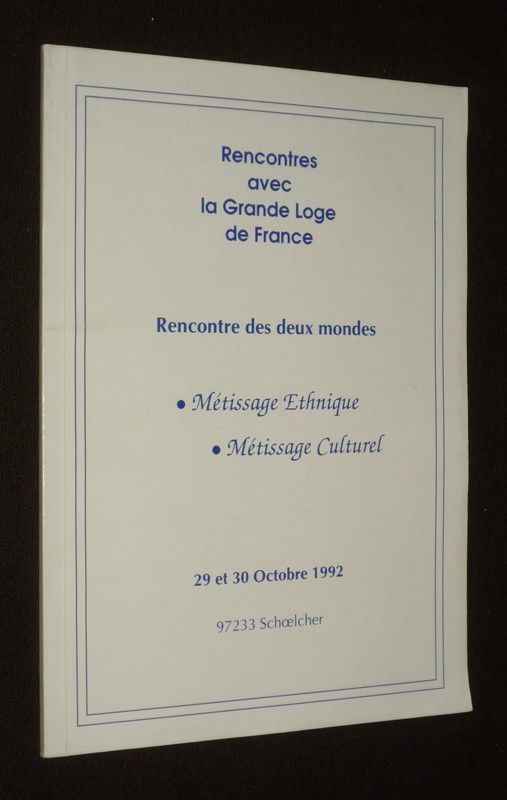 Rencontres
avec
la Grande Loge
de France
Rencontre des deux mondes
• Métissage Ethnique
• Métissage Culturel
29 et 30 Octobre 1992
97233 Schœlcher